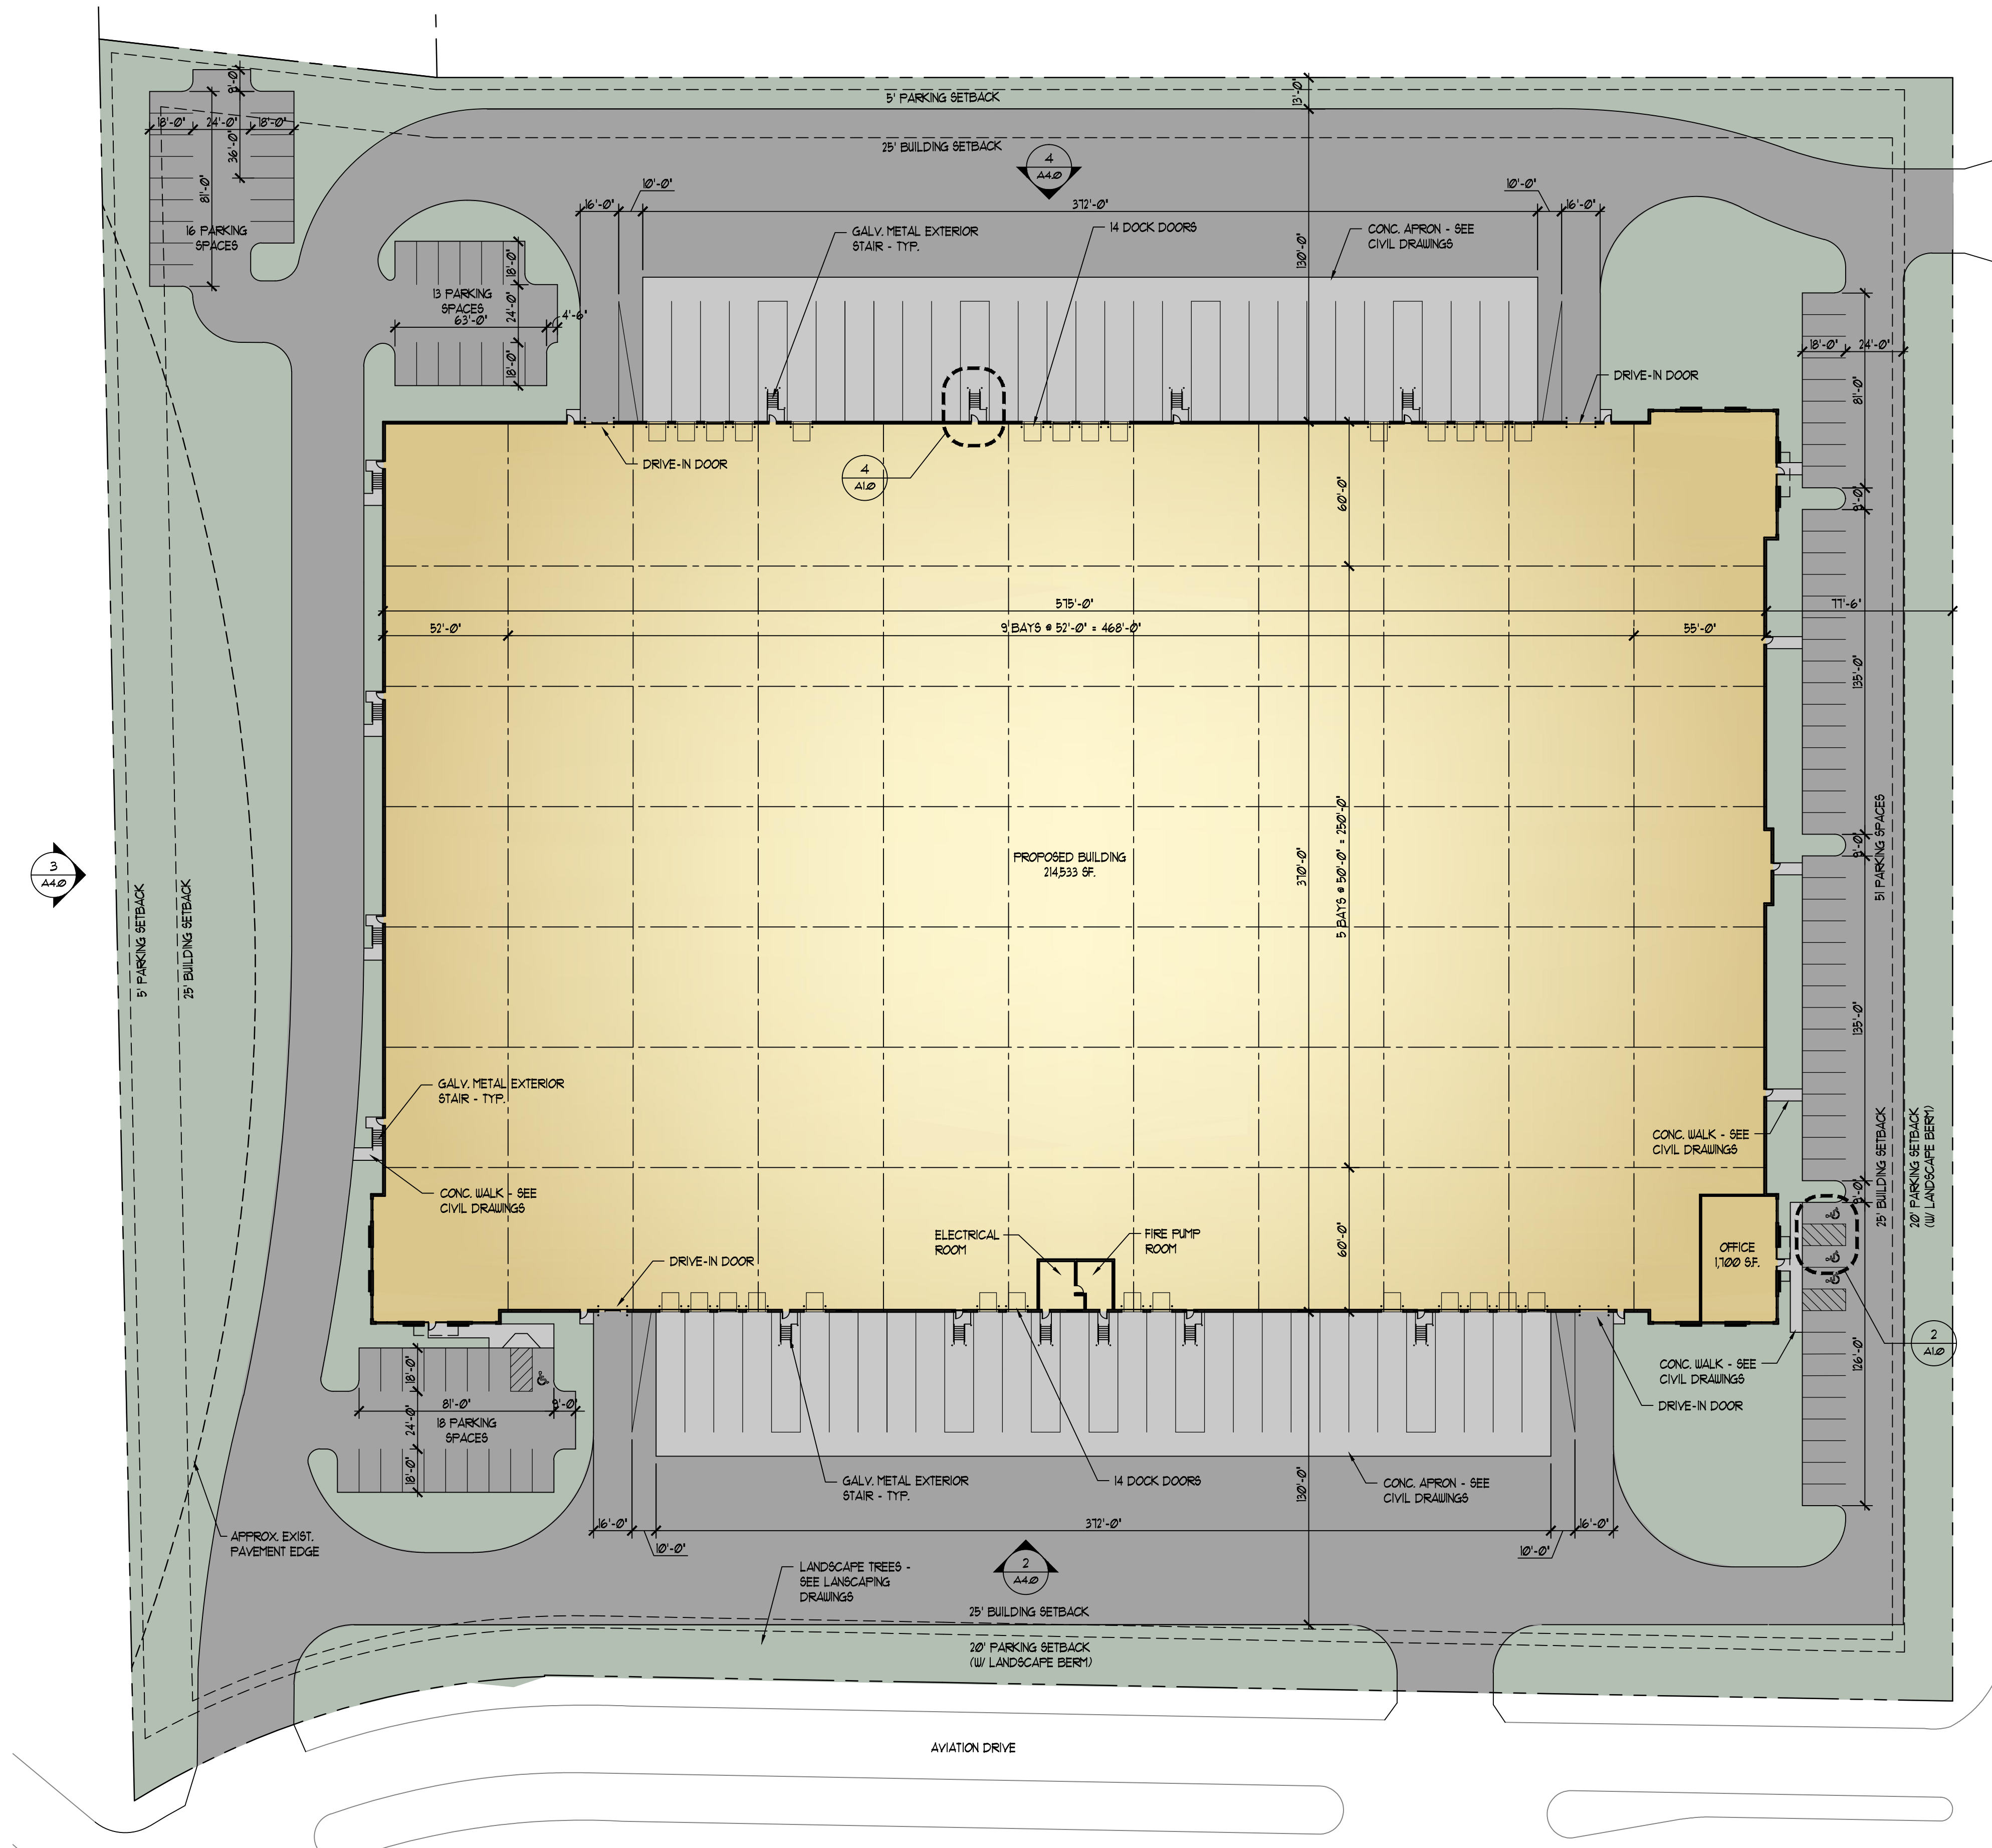 5' PARKING SETBACK
13'-0"
25' BUILDING SETBACK
4
A4.0
8'-0"
18'-0"
24'-0"
18'-0"
36'-0"
81'-0"
16 PARKING
SPACES
10'-0"
10'-0"
16'-0"
372'-0"
16'-0"
GALV. METAL EXTERIOR
STAIR - TYP.
14 DOCK DOORS
CONC. APRON - SEE
CIVIL DRAWINGS
130'-0"
18'-0"
13 PARKING
SPACES
63'-0"
24'-0"
4'-6"
18'-0"
18'-0"
24'-0"
81'-0"
DRIVE-IN DOOR
DRIVE-IN DOOR
4
A1.0
60'-0"
9'-0"
575'-0"
77'-6"
52'-0"
9 BAYS @ 52'-0" = 468'-0"
55'-0"
135'-0"
PROPOSED BUILDING
214,533 SF.
370'-0"
5 BAYS @ 50'-0" = 250'-0"
9'-0"
51 PARKING SPACES
3
A4.0
5' PARKING SETBACK
25' BUILDING SETBACK
135'-0"
GALV. METAL EXTERIOR
STAIR - TYP.
CONC. WALK - SEE
CIVIL DRAWINGS
25' BUILDING SETBACK
20' PARKING SETBACK
(W/ LANDSCAPE BERM)
CONC. WALK - SEE
CIVIL DRAWINGS
9'-0"
ELECTRICAL
ROOM
FIRE PUMP
ROOM
60'-0"
OFFICE
1,700 S.F.
DRIVE-IN DOOR
2
A1.0
126'-0"
CONC. WALK - SEE
CIVIL DRAWINGS
DRIVE-IN DOOR
18'-0"
81'-0"
9'-0"
24'-0"
18 PARKING
SPACES
18'-0"
GALV. METAL EXTERIOR
STAIR - TYP.
14 DOCK DOORS
CONC. APRON - SEE
CIVIL DRAWINGS
130'-0"
16'-0"
372'-0"
16'-0"
10'-0"
10'-0"
APPROX. EXIST.
PAVEMENT EDGE
2
A4.0
LANDSCAPE TREES -
SEE LANSCAPING
DRAWINGS
25' BUILDING SETBACK
20' PARKING SETBACK
(W/ LANDSCAPE BERM)
AVIATION DRIVE